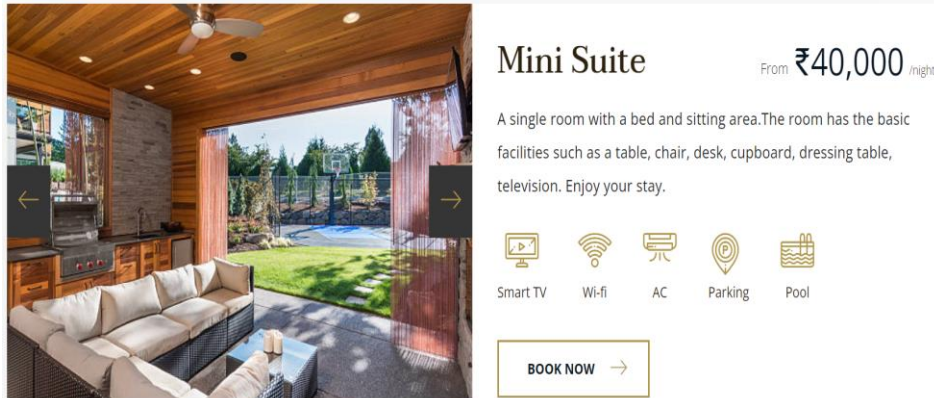 Mini Suite
From ₹40,000 /night
A single room with a bed and sitting area.The room has the basic
facilities such as a table, chair, desk, cupboard, dressing table,
television. Enjoy your stay.
Smart TV Wi-fi AC Parking Pool
BOOK NOW